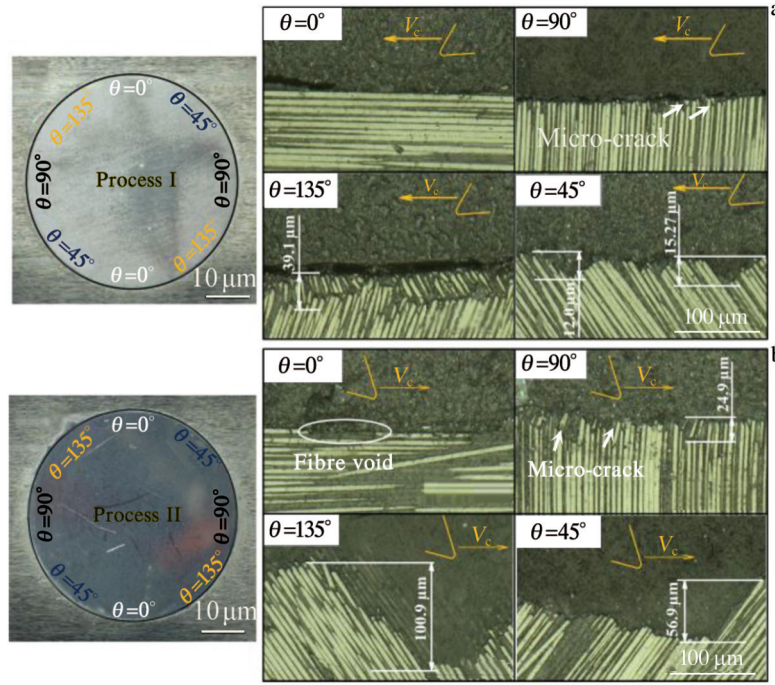 a
θ=0°
θ=45°
θ=90°
θ=135°
θ=0°
θ=45°
θ=135°
θ=90°
Process I
10 μm
θ=0°
Vc
θ=90°
Vc
Micro-crack
θ=135°
Vc
39.1 μm
θ=45°
Vc
15.27 μm
12.0 μm
100 μm
b
θ=0°
θ=45°
θ=90°
θ=135°
θ=0°
θ=45°
θ=135°
θ=90°
Process II
10 μm
θ=0°
Vc
Fibre void
θ=90°
Vc
24.9 μm
Micro-crack
θ=135°
Vc
100.9 μm
θ=45°
Vc
56.9 μm
100 μm